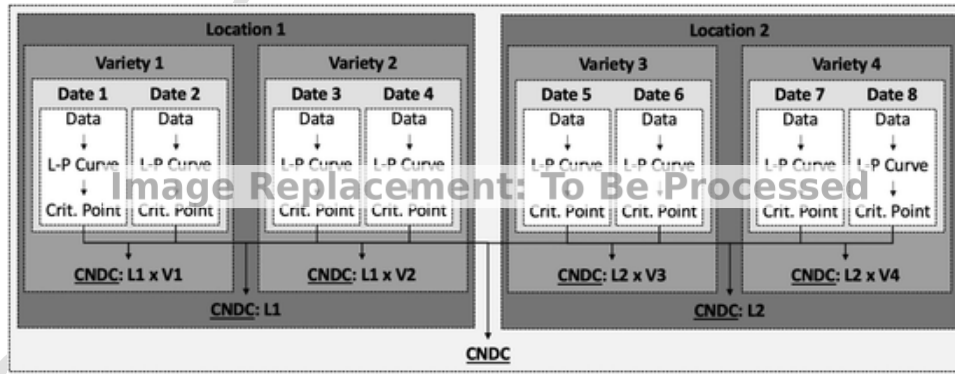 Location 1 Location 2
Variety 1 Variety 2 Variety 3 Variety 4
Date 1 Date 2 Date 3 Date 4 Date 5 Date 6 Date 7 Date 8
Data Data Data Data Data Data Data Data
L-P Curve L-P Curve L-P Curve L-P Curve L-P Curve L-P Curve L-P Curve L-P Curve
Image Replacement: To Be Processed
Crit. Point Crit. Point Crit. Point Crit. Point Crit. Point Crit. Point Crit. Point Crit. Point
CNDC: L1 x V1 CNDC: L1 x V2 CNDC: L2 x V3 CNDC: L2 x V4
CNDC: L1 CNDC: L2
CNDC